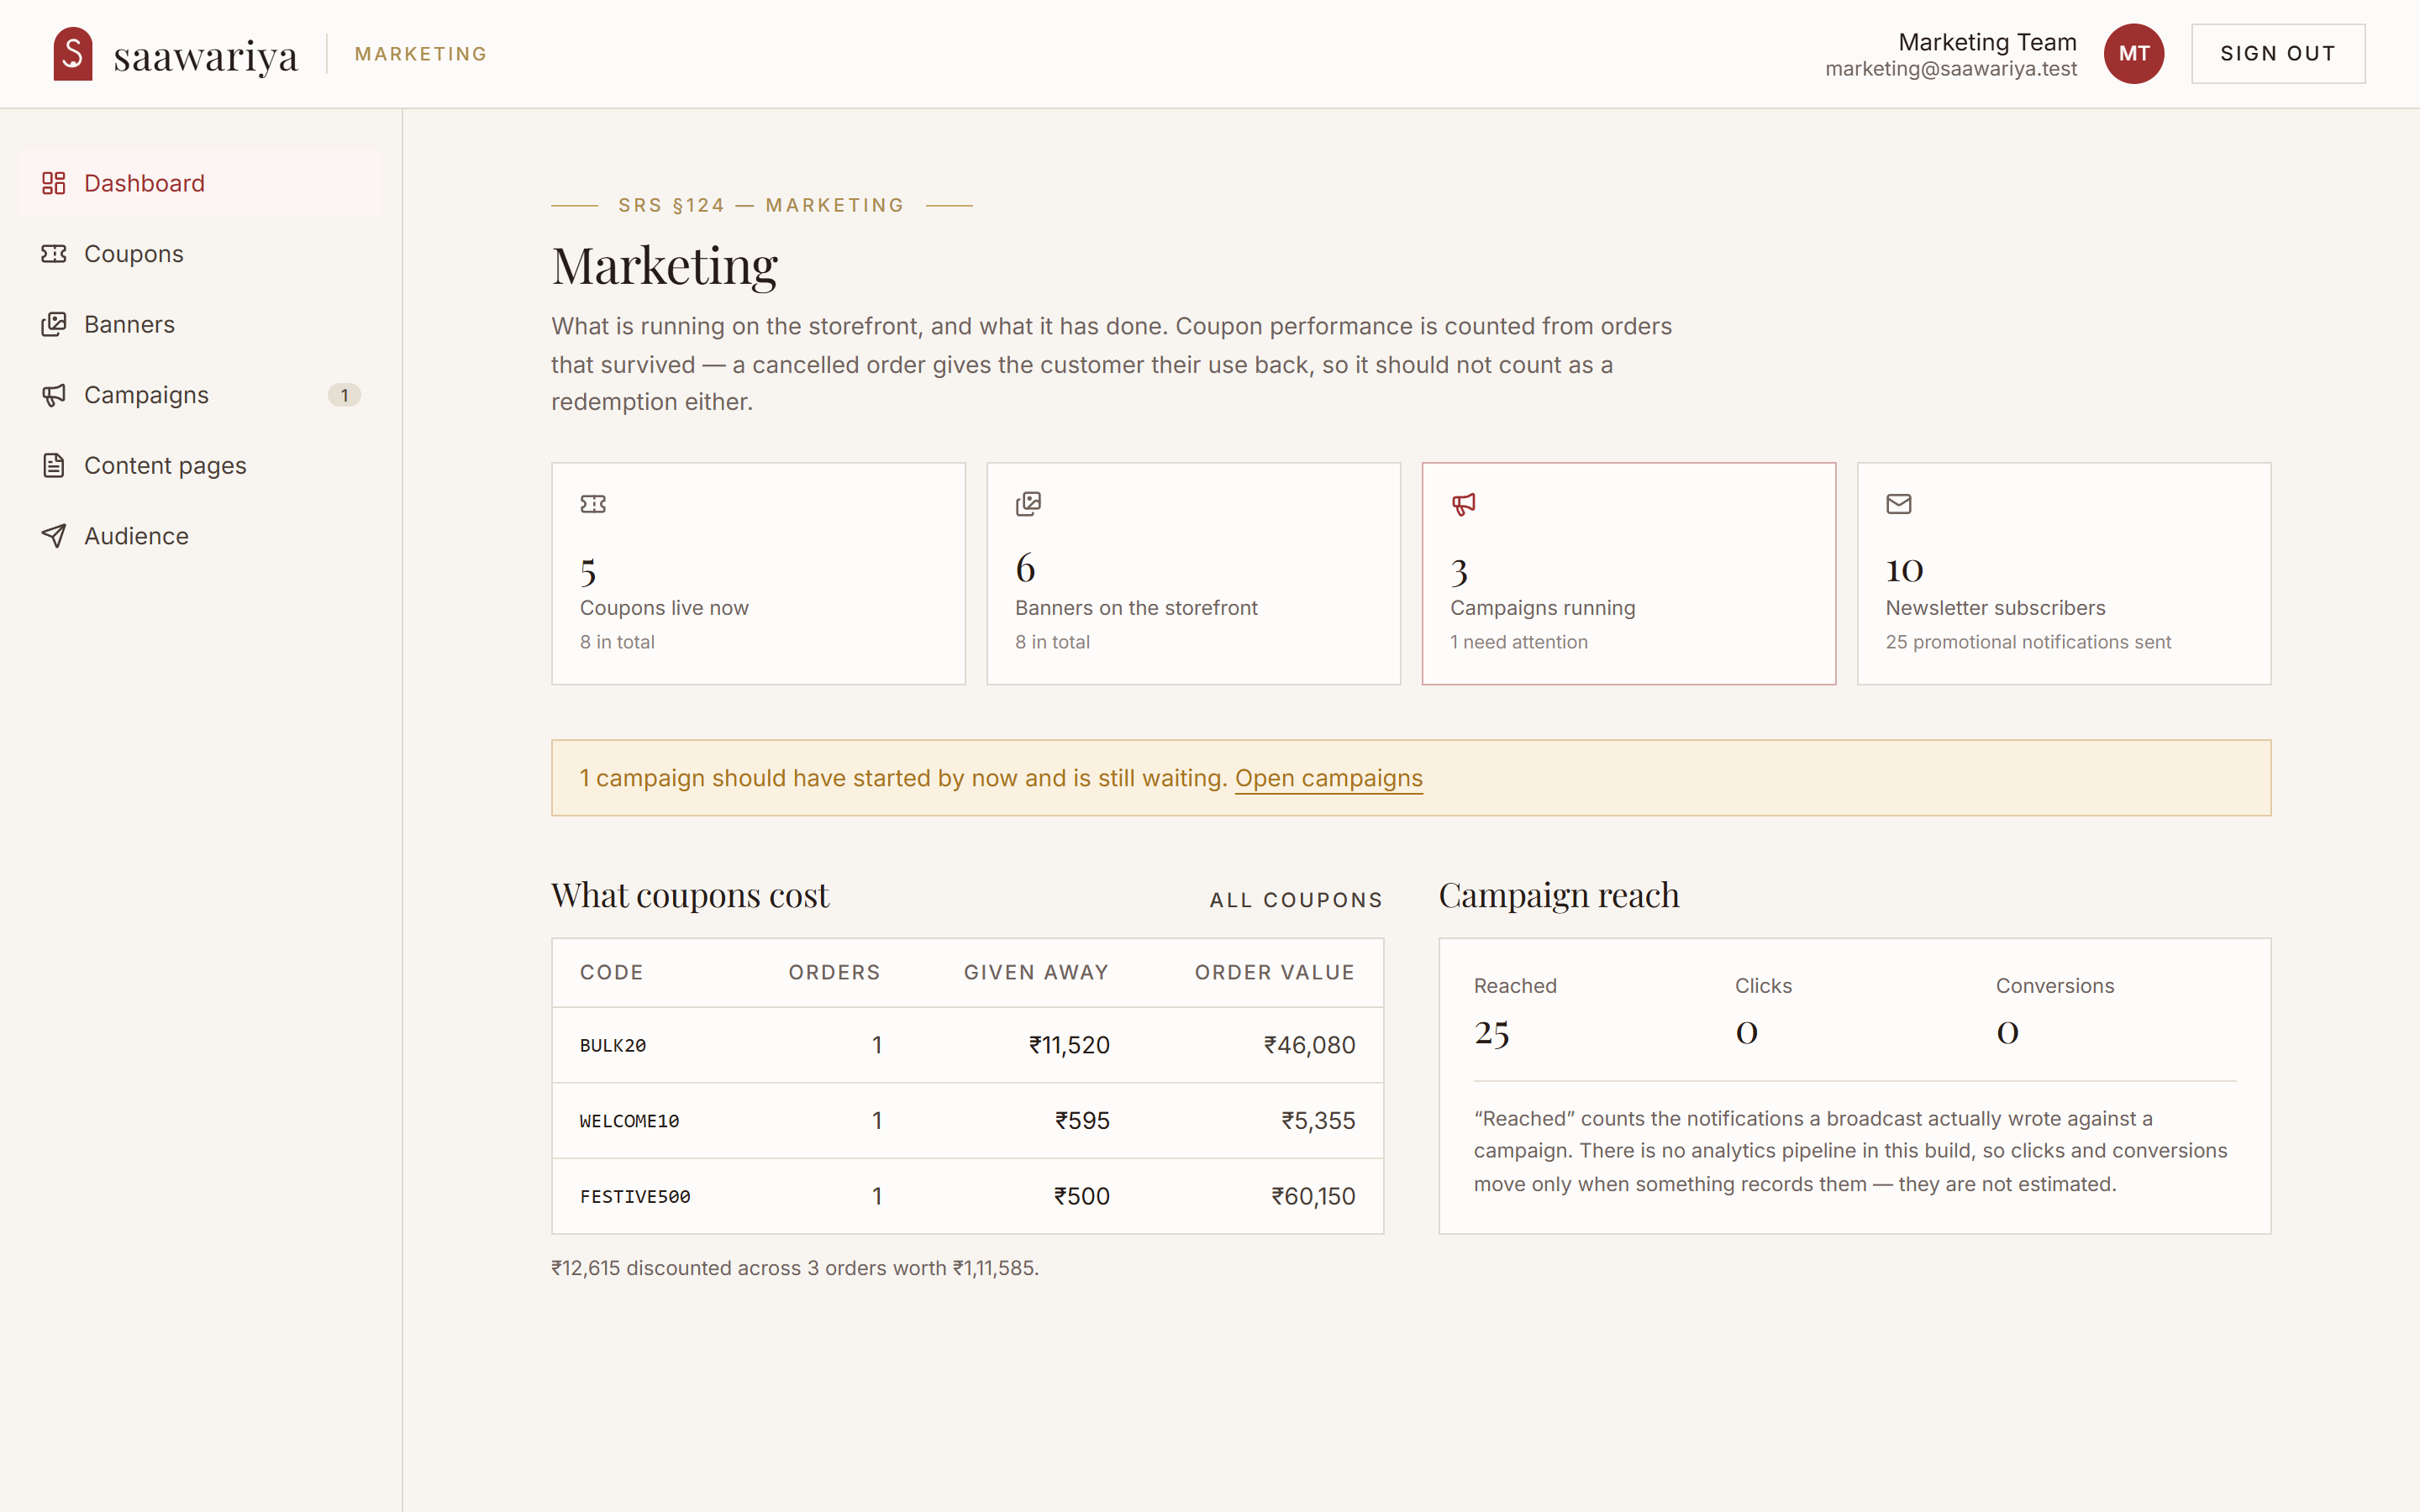 S saawariya MARKETING
Marketing Team
marketing@saawariya.test
MT
SIGN OUT
Dashboard
Coupons
Banners
Campaigns 1
Content pages
Audience
SRS §124 — MARKETING
Marketing
What is running on the storefront, and what it has done. Coupon performance is counted from orders
that survived — a cancelled order gives the customer their use back, so it should not count as a
redemption either.
5
Coupons live now
8 in total
6
Banners on the storefront
8 in total
3
Campaigns running
1 need attention
10
Newsletter subscribers
25 promotional notifications sent
1 campaign should have started by now and is still waiting. Open campaigns
What coupons cost ALL COUPONS
CODE ORDERS GIVEN AWAY ORDER VALUE
BULK20 1 ₹11,520 ₹46,080
WELCOME10 1 ₹595 ₹5,355
FESTIVE500 1 ₹500 ₹60,150
₹12,615 discounted across 3 orders worth ₹1,11,585.
Campaign reach
Reached Clicks Conversions
25 0 0
“Reached” counts the notifications a broadcast actually wrote against a
campaign. There is no analytics pipeline in this build, so clicks and conversions
move only when something records them — they are not estimated.